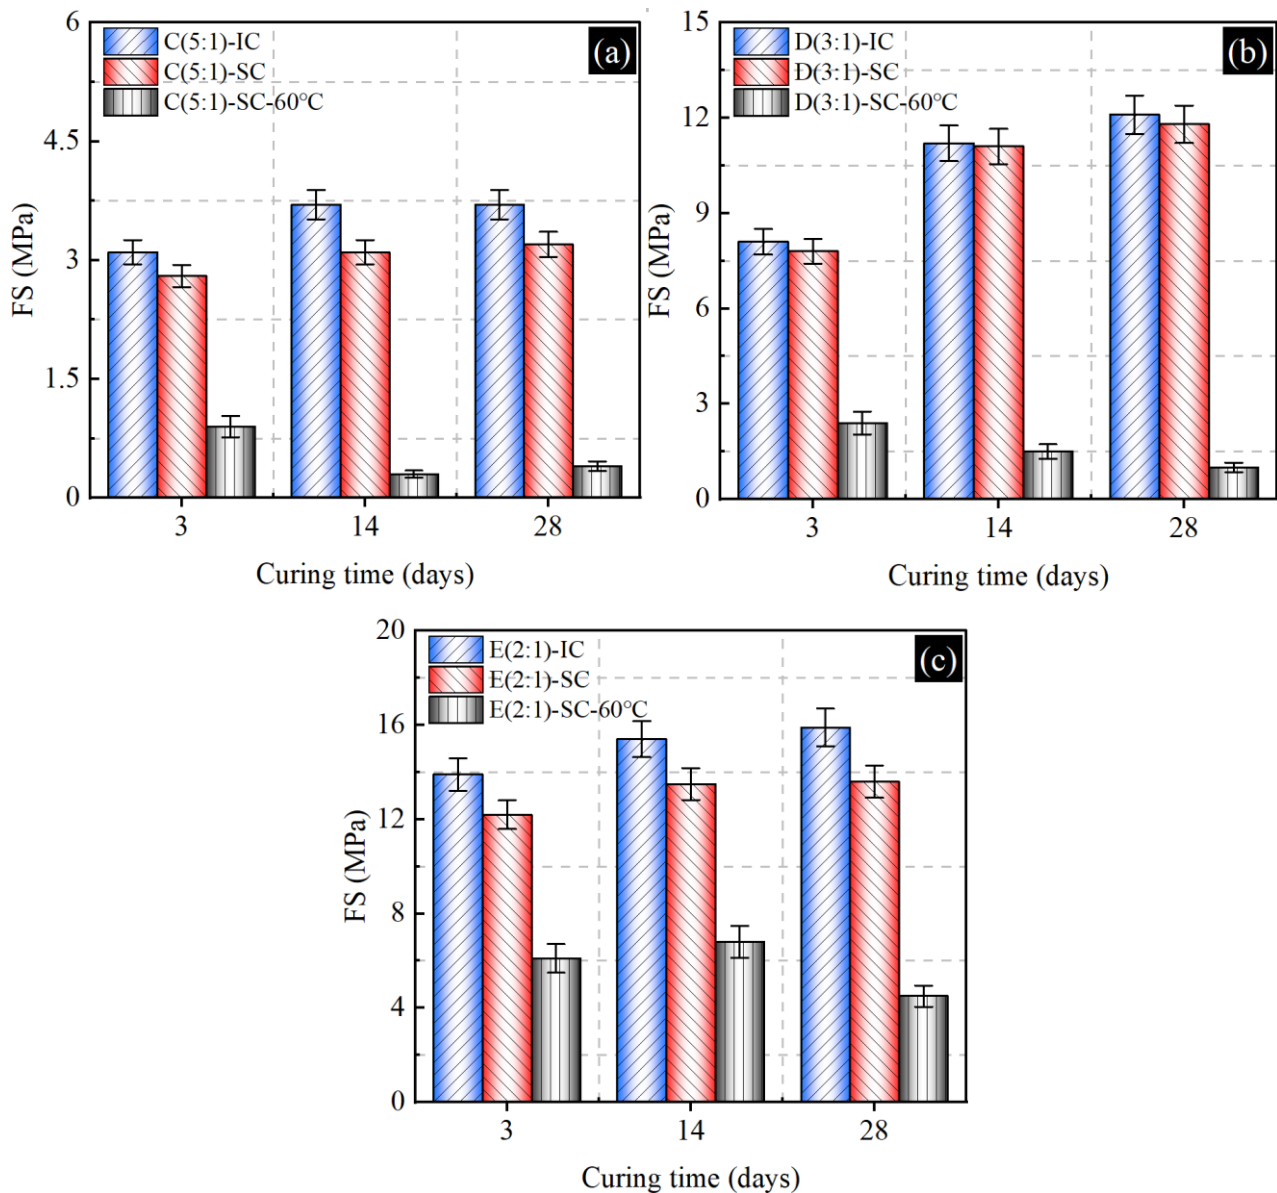 6
4.5
3
1.5
0
FS (MPa)
C(5:1)-IC
C(5:1)-SC
C(5:1)-SC-60°C
(a)
3 14 28
Curing time (days)
15
12
9
6
3
0
FS (MPa)
D(3:1)-IC
D(3:1)-SC
D(3:1)-SC-60°C
(b)
3 14 28
Curing time (days)
20
16
12
8
4
0
FS (MPa)
E(2:1)-IC
E(2:1)-SC
E(2:1)-SC-60°C
(c)
3 14 28
Curing time (days)